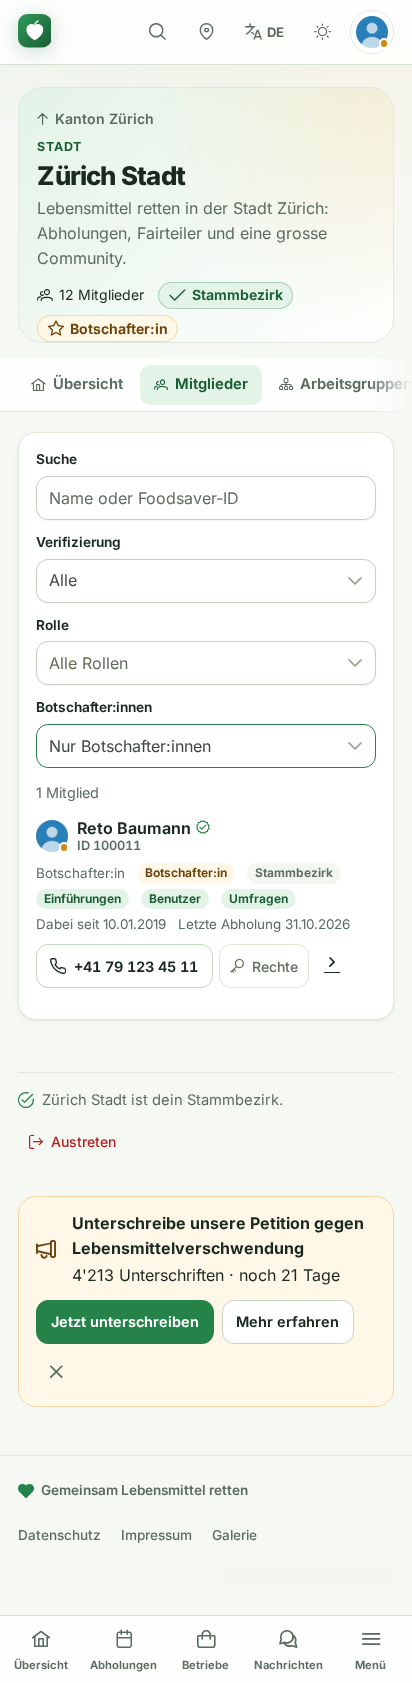 DE
Kanton Zürich
STADT
Zürich Stadt
Lebensmittel retten in der Stadt Zürich:
Abholungen, Fairteiler und eine grosse
Community.
12 Mitglieder Stammbezirk
Botschafter:in
Übersicht Mitglieder Arbeitsgruppen
Suche
Name oder Foodsaver-ID
Verifizierung
Alle
Rolle
Alle Rollen
Botschafter:innen
Nur Botschafter:innen
1 Mitglied
Reto Baumann
ID 100011
Botschafter:in Botschafter:in Stammbezirk
Einführungen Benutzer Umfragen
Dabei seit 10.01.2019 Letzte Abholung 31.10.2026
+41 79 123 45 11 Rechte
Zürich Stadt ist dein Stammbezirk.
Austreten
Unterschreibe unsere Petition gegen
Lebensmittelverschwendung
4'213 Unterschriften · noch 21 Tage
Jetzt unterschreiben Mehr erfahren
Gemeinsam Lebensmittel retten
Datenschutz Impressum Galerie
Übersicht Abholungen Betriebe Nachrichten Menü